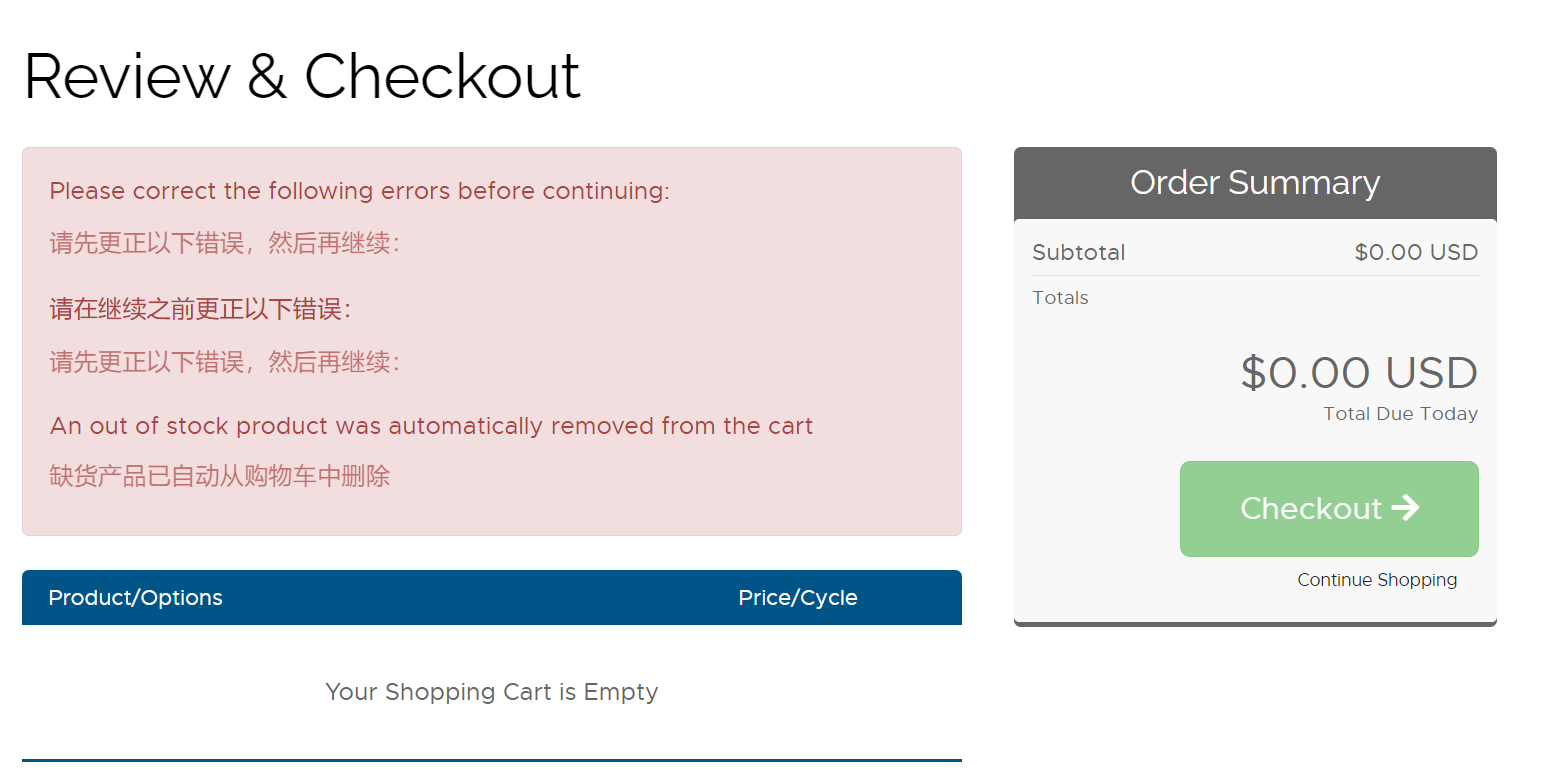 Review & Checkout
Please correct the following errors before continuing:
请先更正以下错误，然后再继续：
请在继续之前更正以下错误：
请先更正以下错误，然后再继续：
An out of stock product was automatically removed from the cart
缺货产品已自动从购物车中删除
Product/Options Price/Cycle
Your Shopping Cart is Empty
Order Summary
Subtotal $0.00 USD
Totals
$0.00 USD
Total Due Today
Checkout
Continue Shopping